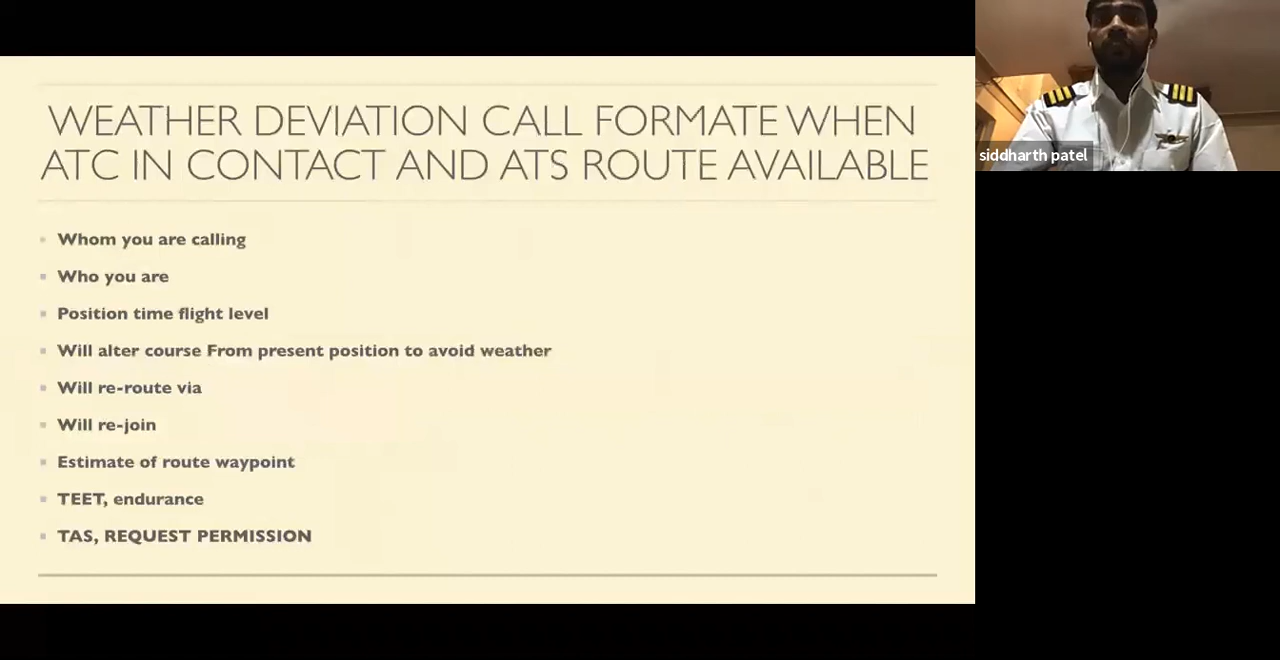 WEATHER DEVIATION CALL FORMATE WHEN
ATC IN CONTACT AND ATS ROUTE AVAILABLE
Whom you are calling
Who you are
Position time flight level
Will alter course From present position to avoid weather
Will re-route via
Will re-join
Estimate of route waypoint
TEET, endurance
TAS, REQUEST PERMISSION
siddharth patel